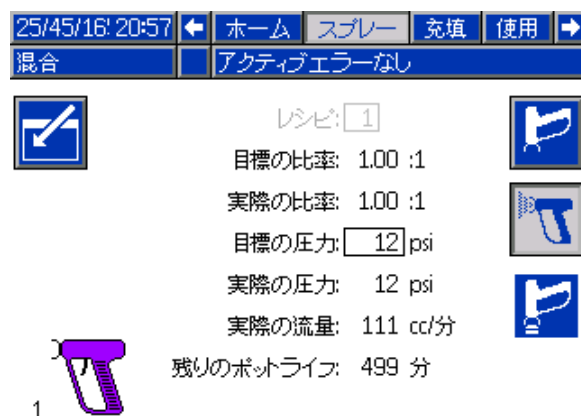 25/45/16' 20:57 ホーム スプレー 充填 使用
混合 アクティブエラーなし
レシピ: 1
目標の比率: 1.00 :1
実際の比率: 1.00 :1
目標の圧力: 12 psi
実際の圧力: 12 psi
実際の流量: 111 cc/分
残りのポットライフ: 499 分
1